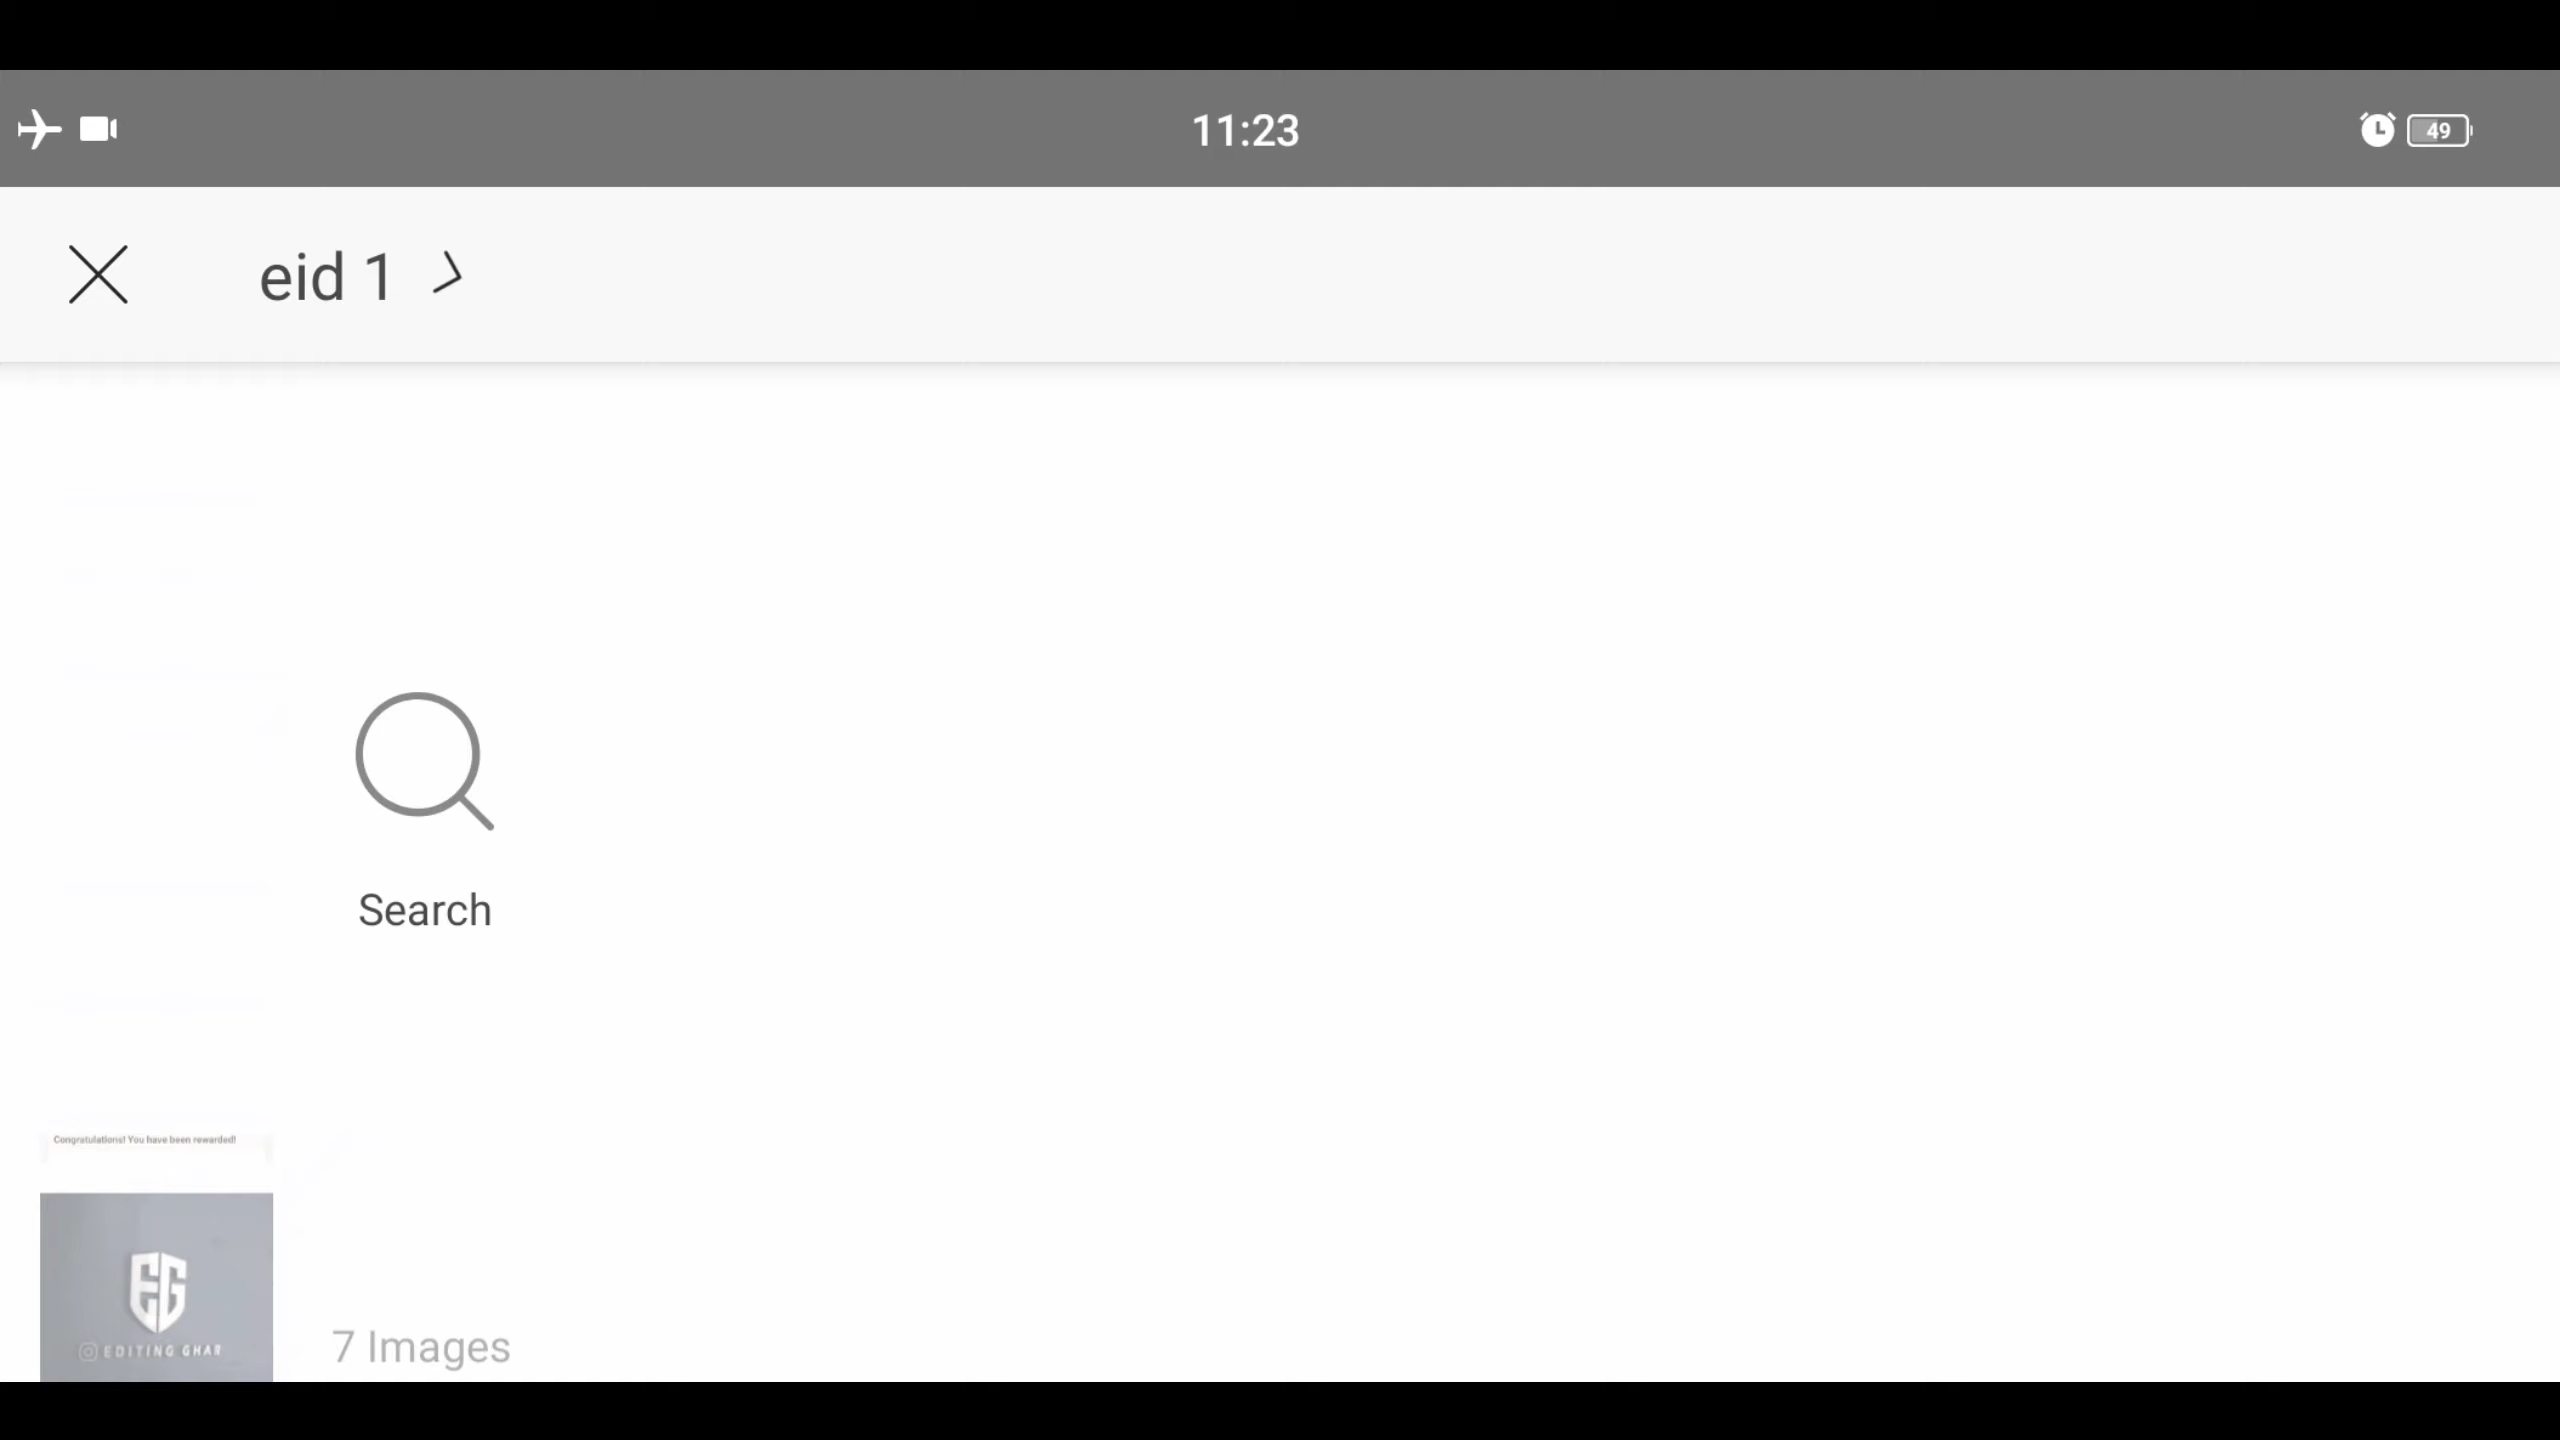 11:23
49
eid 1
Search
Congratulations! You have been rewarded!
EG
EDITING GHAR
7 Images